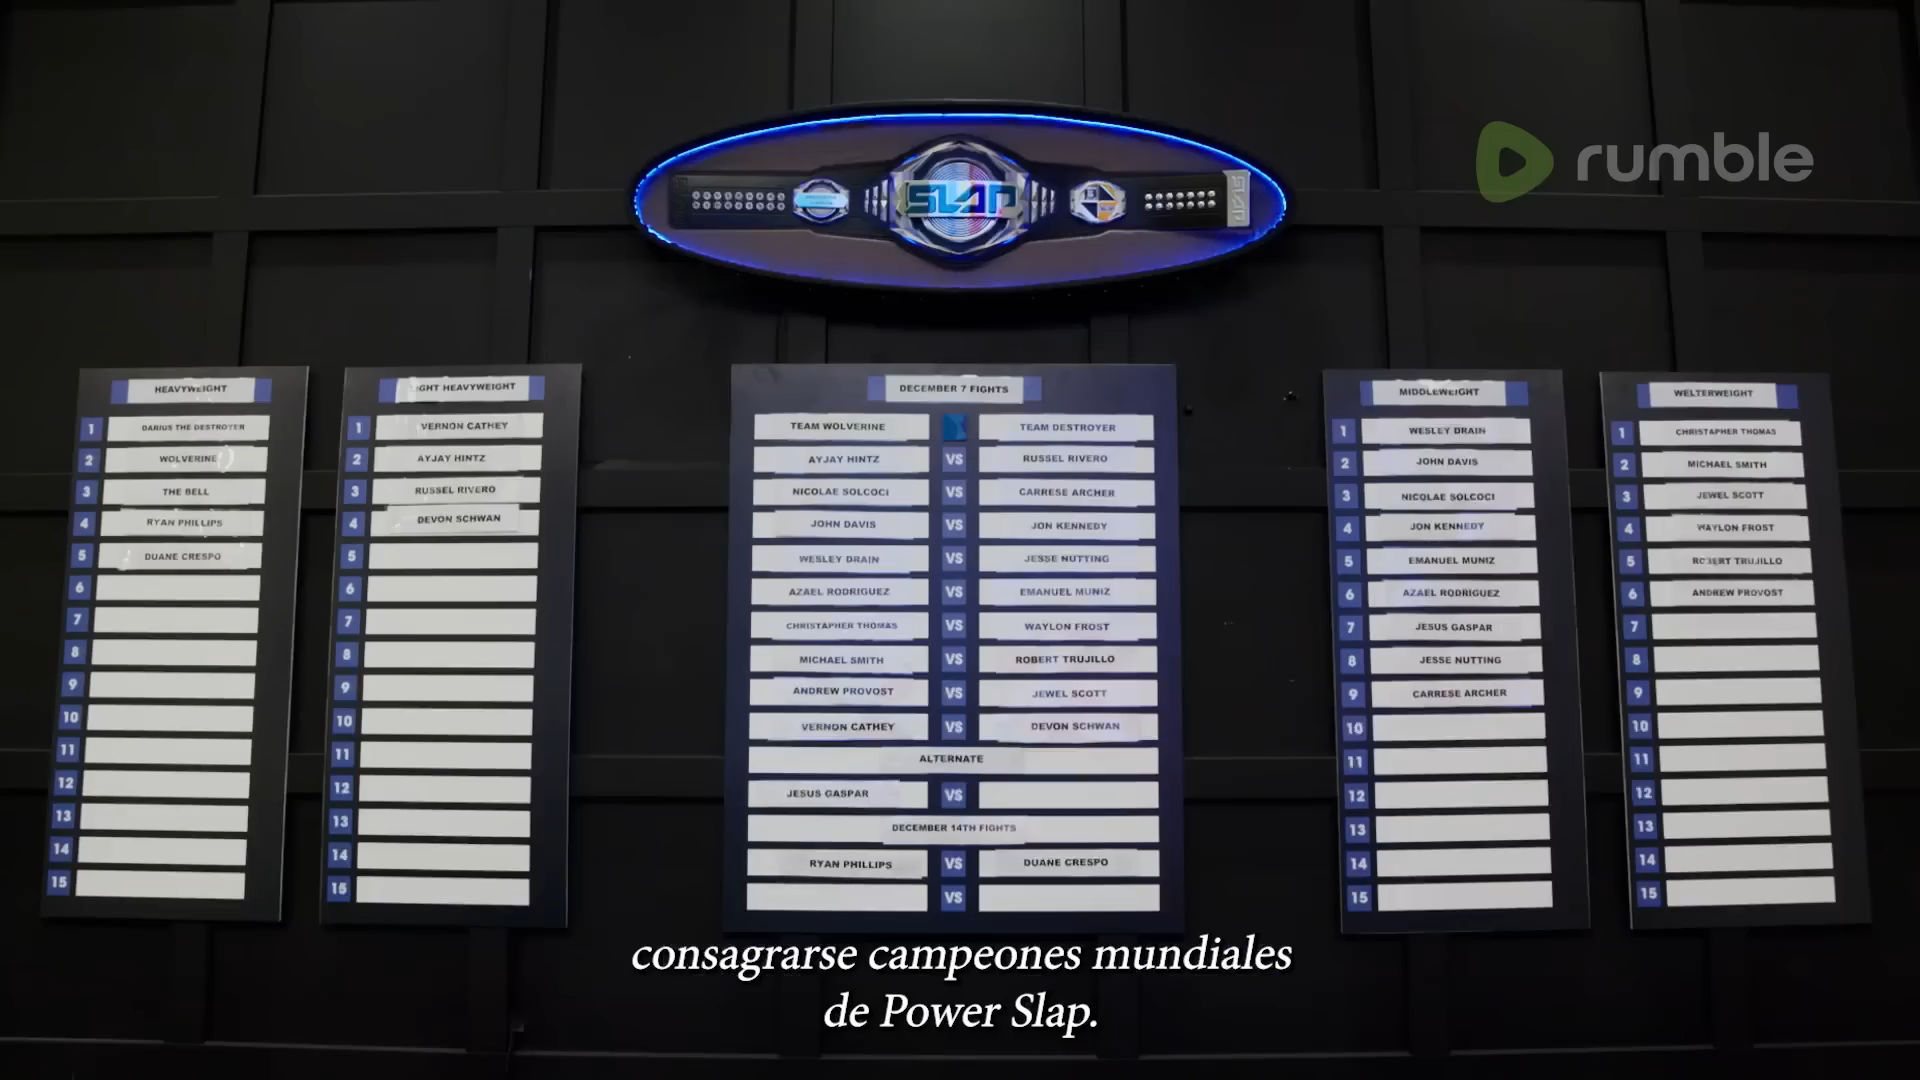 rumble
SLAP
HEAVYWEIGHT
1 DARIUS THE DESTROYER
2 WOLVERINE
3 THE BELL
4 RYAN PHILLIPS
5 DUANE CRESPO
6
7
8
9
10
11
12
13
14
15
IGHT HEAVYWEIGHT
1 VERNON CATHEY
2 AYJAY HINTZ
3 RUSSEL RIVERO
4 DEVON SCHWAN
5
6
7
8
9
10
11
12
13
14
15
DECEMBER 7 FIGHTS
TEAM WOLVERINE TEAM DESTROYER
AYJAY HINTZ VS RUSSEL RIVERO
NICOLAE SOLCOCI VS CARRESE ARCHER
JOHN DAVIS VS JON KENNEDY
WESLEY DRAIN VS JESSE NUTTING
AZAEL RODRIGUEZ VS EMANUEL MUNIZ
CHRISTOPHER THOMAS VS WAYLON FROST
MICHAEL SMITH VS ROBERT TRUJILLO
ANDREW PROVOST VS JEWEL SCOTT
VERNON CATHEY VS DEVON SCHWAN
ALTERNATE
JESUS GASPAR VS
DECEMBER 14TH FIGHTS
RYAN PHILLIPS VS DUANE CRESPO
VS
MIDDLEWEIGHT
1 WESLEY DRAIN
2 JOHN DAVIS
3 NICOLAE SOLCOCI
4 JON KENNEDY
5 EMANUEL MUNIZ
6 AZAEL RODRIGUEZ
7 JESUS GASPAR
8 JESSE NUTTING
9 CARRESE ARCHER
10
11
12
13
14
15
WELTERWEIGHT
1 CHRISTOPHER THOMAS
2 MICHAEL SMITH
3 JEWEL SCOTT
4 WAYLON FROST
5 ROBERT TRUJILLO
6 ANDREW PROVOST
7
8
9
10
11
12
13
14
15
consagrarse campeones mundiales
de Power Slap.